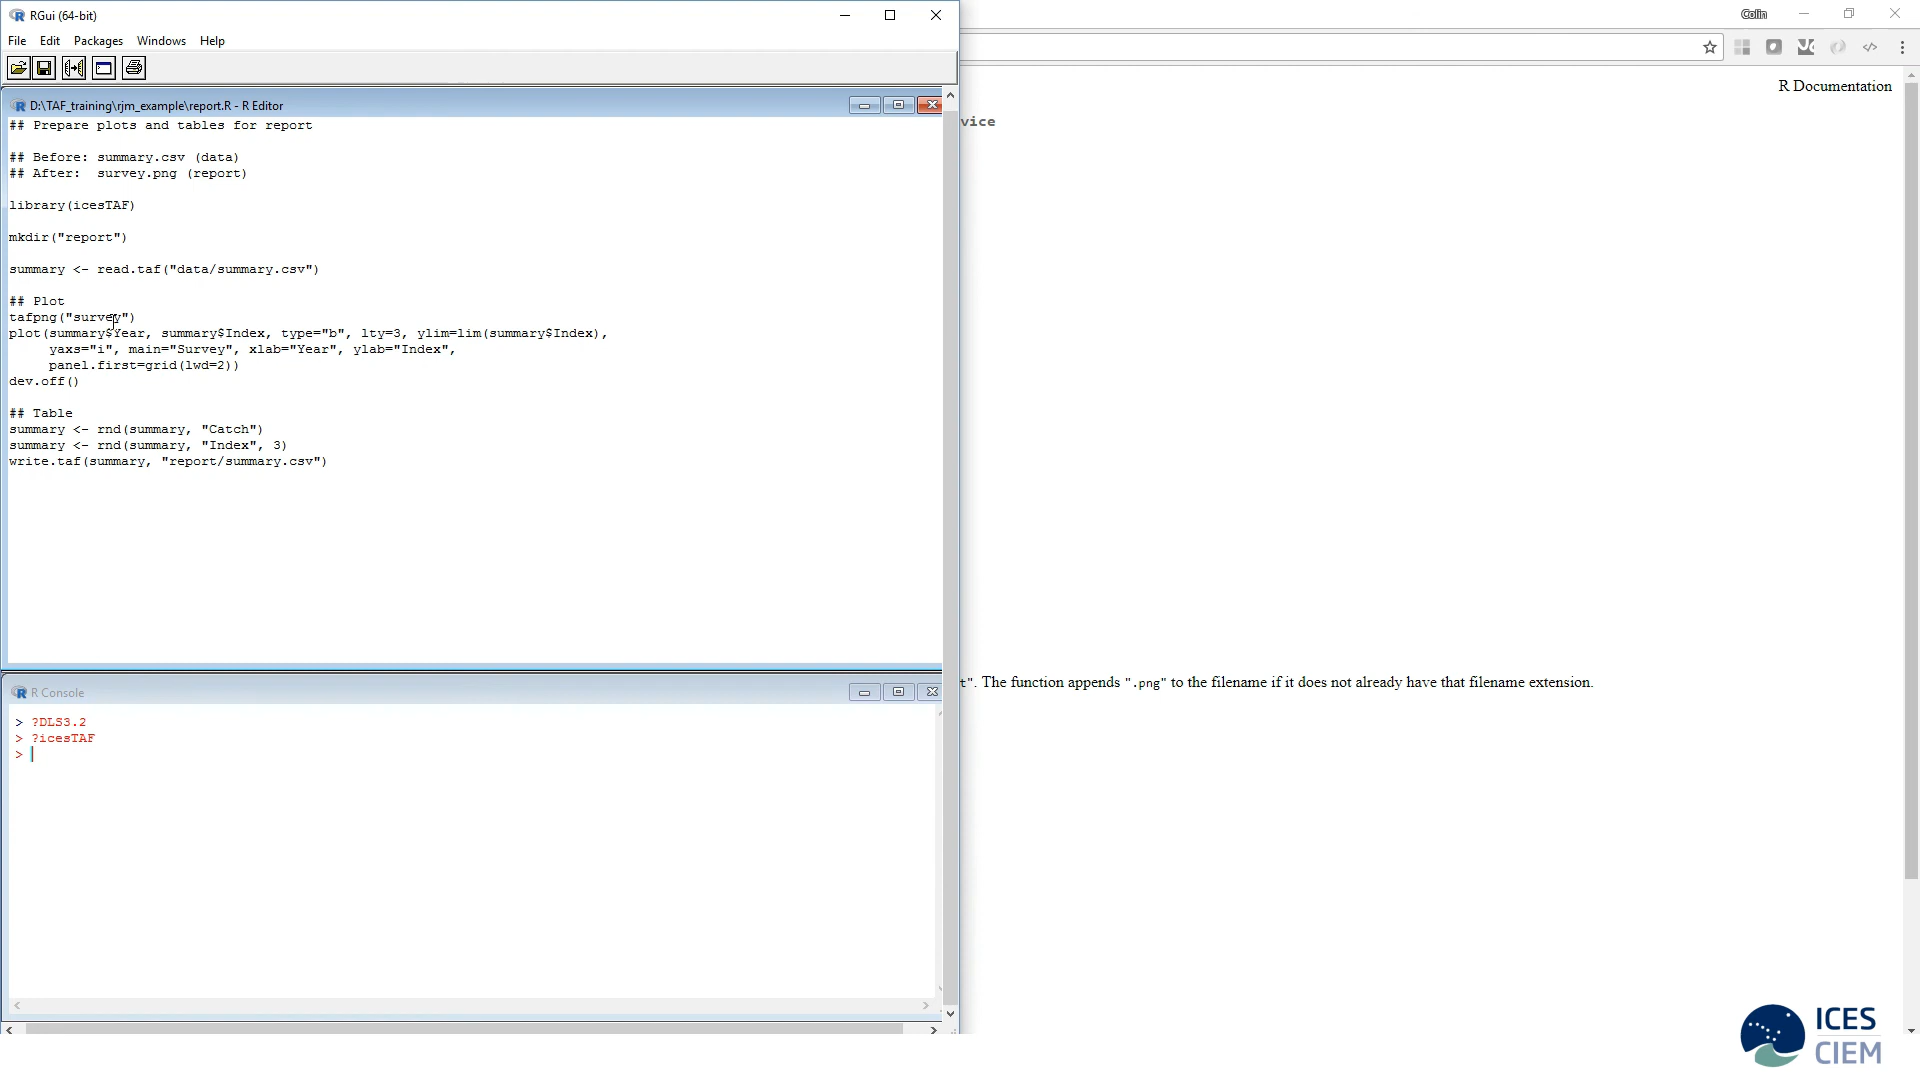 RGui (64-bit)
Colin
File Edit Packages Windows Help
R Documentation
D:\TAF_training\rjm_example\report.R - R Editor
vice
## Prepare plots and tables for report
## Before: summary.csv (data)
## After:  survey.png (report)
library(icesTAF)
mkdir("report")
summary <- read.taf("data/summary.csv")
## Plot
tafpng("survey")
plot(summary$Year, summary$Index, type="b", lty=3, ylim=lim(summary$Index),
     yaxs="i", main="Survey", xlab="Year", ylab="Index",
     panel.first=grid(lwd=2))
dev.off()
## Table
summary <- rnd(summary, "Catch")
summary <- rnd(summary, "Index", 3)
write.taf(summary, "report/summary.csv")
t". The function appends ".png" to the filename if it does not already have that filename extension.
R Console
> ?DLS3.2
> ?icesTAF
>
ICES
CIEM